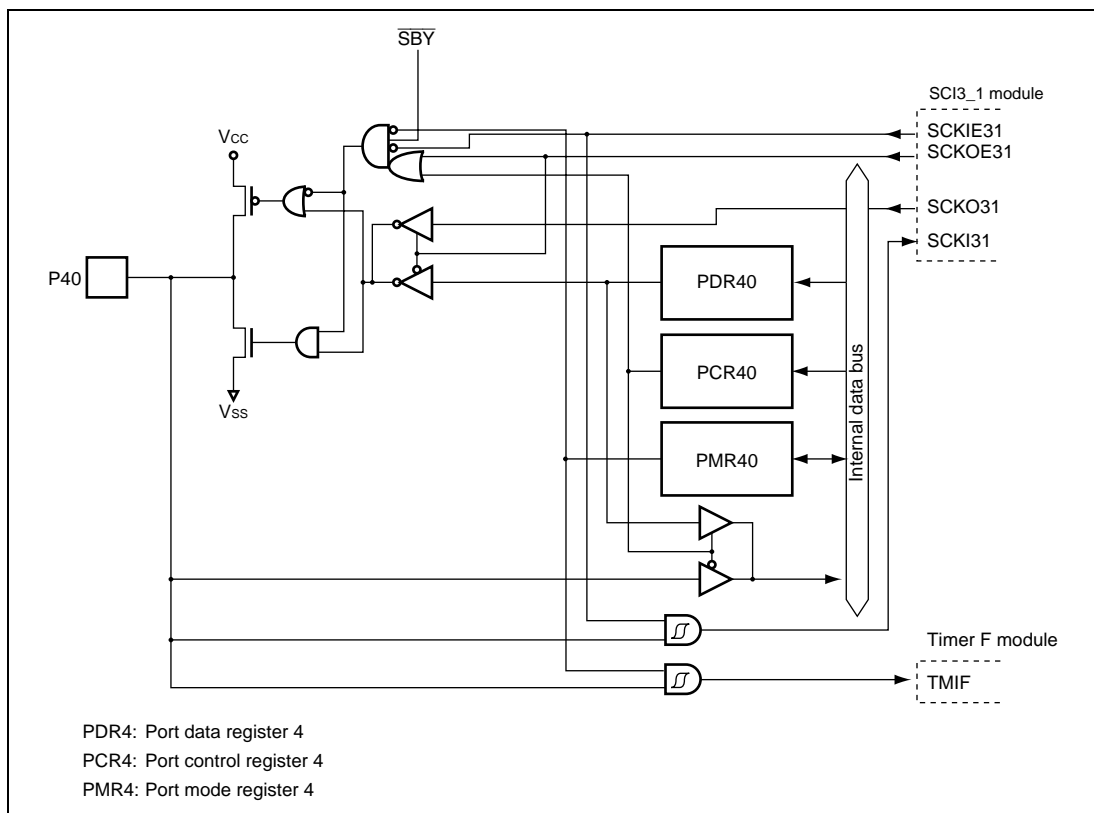 SBY
SCI3_1 module
SCKIE31
VCC
SCKOE31
SCKO31
SCKI31
P40
PDR40
PCR40
VSS
PMR40
Internal data bus
Timer F module
TMIF
PDR4: Port data register 4
PCR4: Port control register 4
PMR4: Port mode register 4